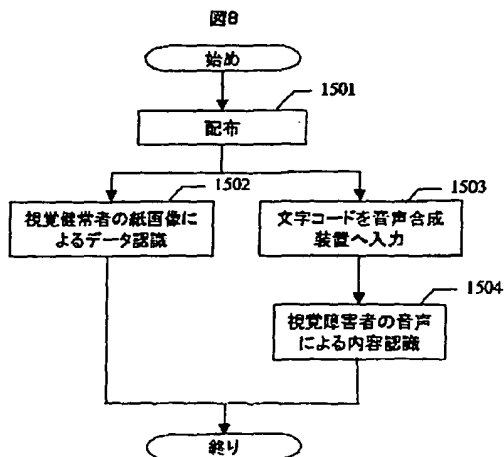 図8
始め
1501
配布
1502
視覚健常者の紙画像に
よるデータ認識
1503
文字コードを音声合成
装置へ入力
1504
視覚障害者の音声
による内容認識
終り